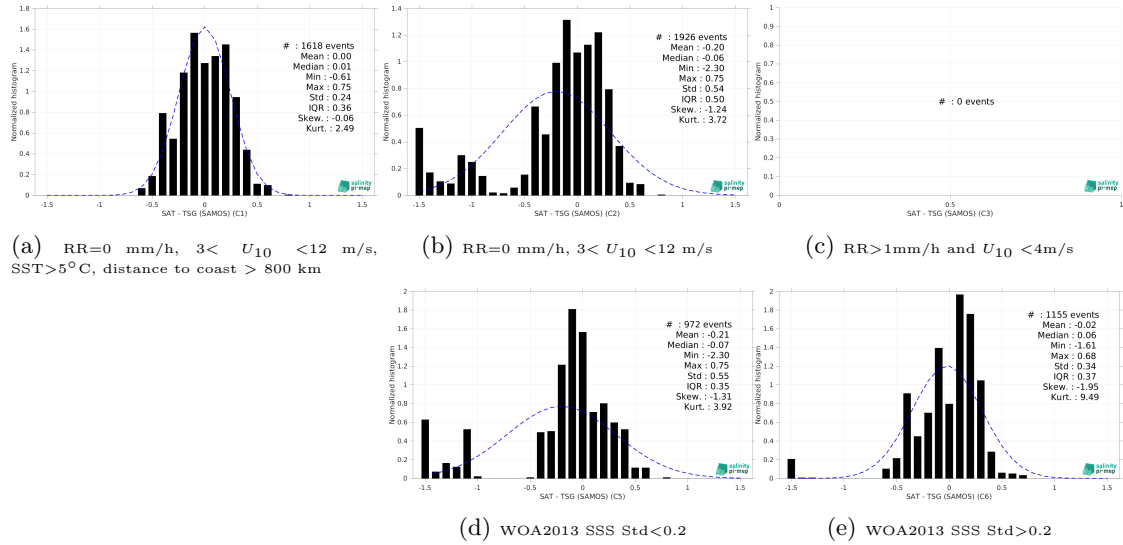 1.8
1.6
1.4
1.2
1
0.8
0.6
0.4
0.2
0
Normalized histogram
# : 1618 events
Mean : 0.00
Median : 0.01
Min : -0.61
Max : 0.75
Std : 0.24
IQR : 0.36
Skew. : -0.06
Kurt. : 2.49
salinity
pi-mep
-1.5 -1 -0.5 0 0.5 1 1.5
SAT - TSG (SAMOS) (C1)
(a) RR=0 mm/h, 3< U10 <12 m/s,
SST>5°C, distance to coast > 800 km
1.4
1.2
1
0.8
0.6
0.4
0.2
0
Normalized histogram
# : 1926 events
Mean : -0.20
Median : -0.06
Min : -2.30
Max : 0.75
Std : 0.54
IQR : 0.50
Skew. : -1.24
Kurt. : 3.72
salinity
pi-mep
-1.5 -1 -0.5 0 0.5 1 1.5
SAT - TSG (SAMOS) (C2)
(b) RR=0 mm/h, 3< U10 <12 m/s
1
0.9
0.8
0.7
0.6
0.5
0.4
0.3
0.2
0.1
0
Normalized histogram
# : 0 events
salinity
pi-mep
0 0.5 1
SAT - TSG (SAMOS) (C3)
(c) RR>1mm/h and U10 <4m/s
2
1.8
1.6
1.4
1.2
1
0.8
0.6
0.4
0.2
0
Normalized histogram
# : 972 events
Mean : -0.21
Median : -0.07
Min : -2.30
Max : 0.75
Std : 0.55
IQR : 0.35
Skew. : -1.31
Kurt. : 3.92
salinity
pi-mep
-1.5 -1 -0.5 0 0.5 1 1.5
SAT - TSG (SAMOS) (C5)
(d) WOA2013 SSS Std<0.2
2
1.8
1.6
1.4
1.2
1
0.8
0.6
0.4
0.2
0
Normalized histogram
# : 1155 events
Mean : -0.02
Median : 0.06
Min : -1.61
Max : 0.68
Std : 0.34
IQR : 0.37
Skew. : -1.95
Kurt. : 9.49
salinity
pi-mep
-1.5 -1 -0.5 0 0.5 1 1.5
SAT - TSG (SAMOS) (C6)
(e) WOA2013 SSS Std>0.2